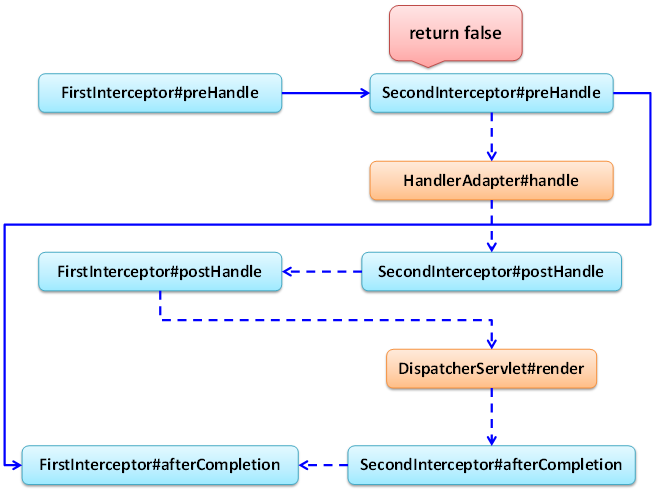 return false
FirstInterceptor#preHandle
SecondInterceptor#preHandle
HandlerAdapter#handle
FirstInterceptor#postHandle
SecondInterceptor#postHandle
DispatcherServlet#render
FirstInterceptor#afterCompletion
SecondInterceptor#afterCompletion